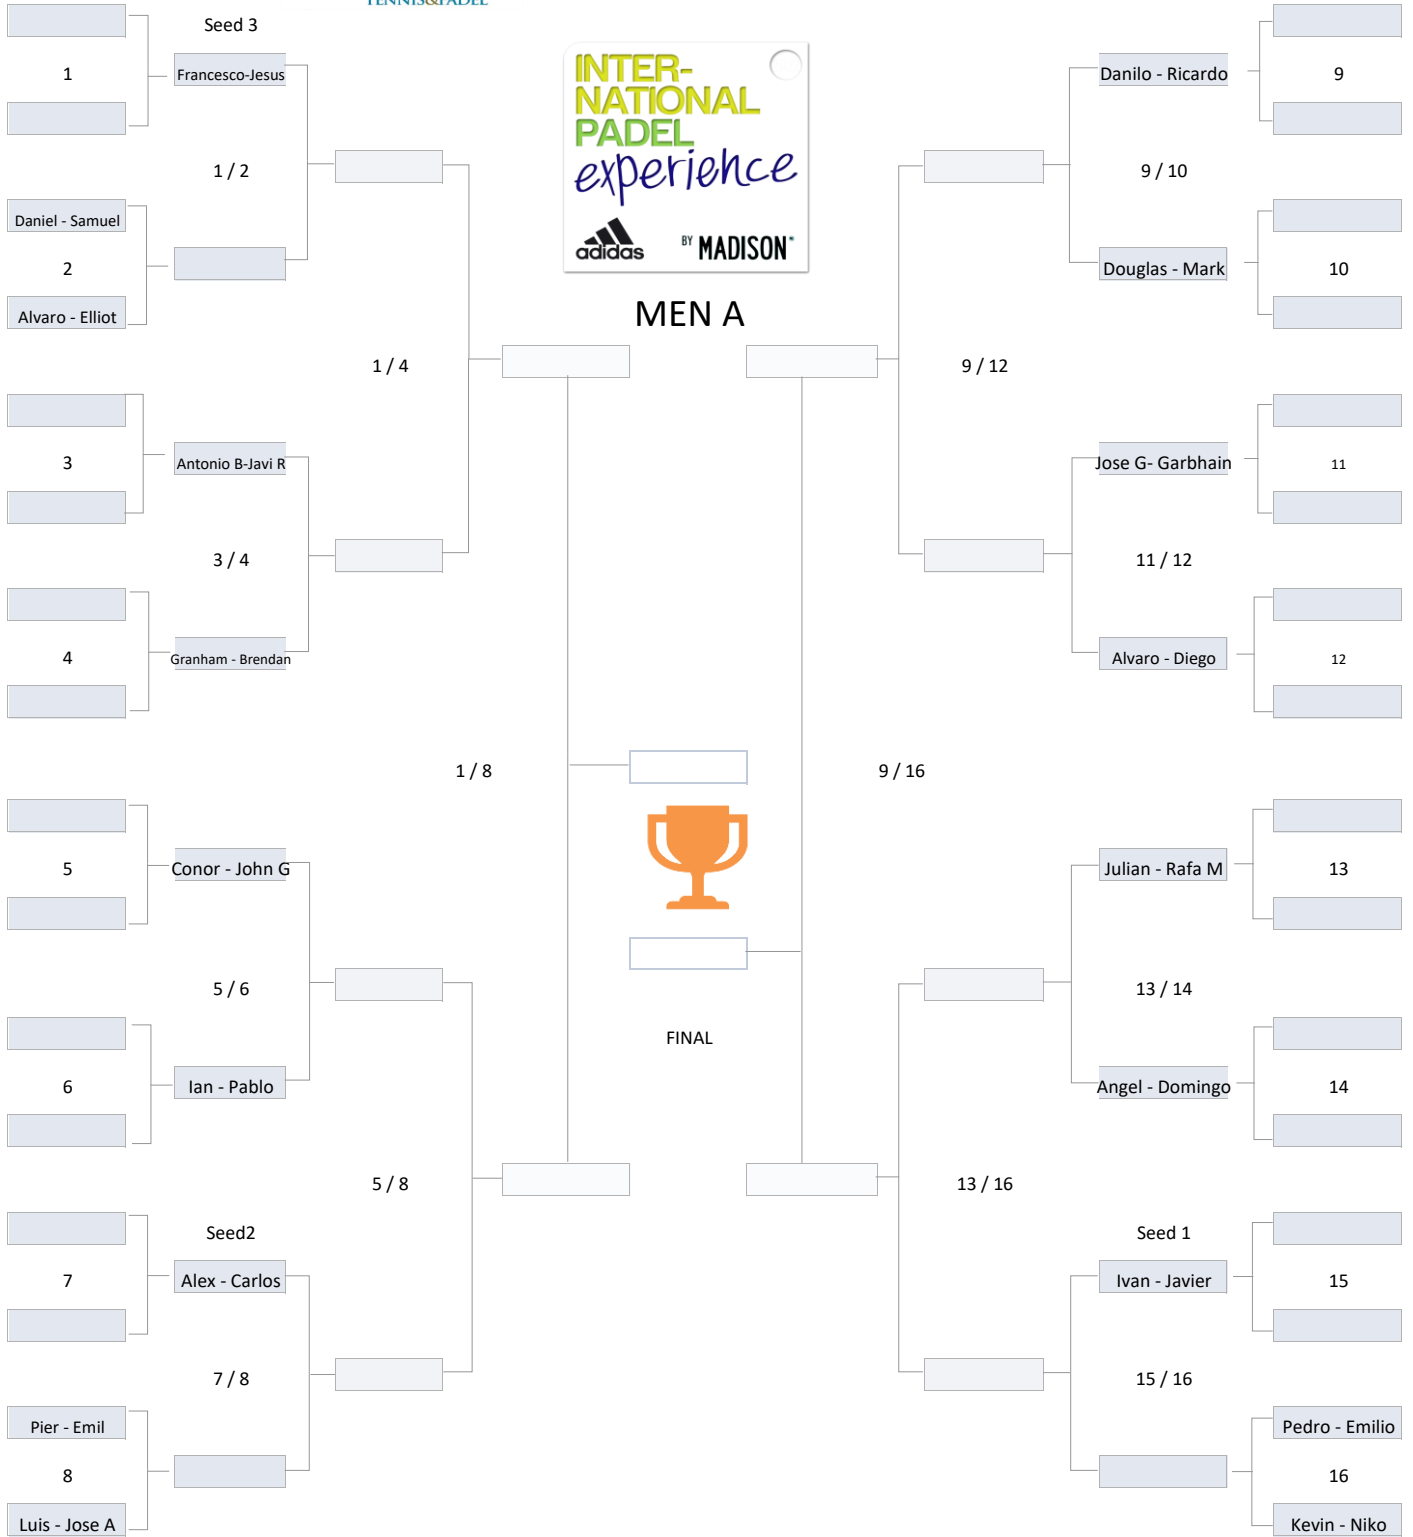 TENNIS&PADEL
Seed 3
1
Francesco-Jesus
1 / 2
Daniel - Samuel
2
Alvaro - Elliot
1 / 4
3
Antonio B-Javi R
3 / 4
4
Granham - Brendan
1 / 8
5
Conor - John G
5 / 6
6
Ian - Pablo
5 / 8
Seed2
7
Alex - Carlos
7 / 8
Pier - Emil
8
Luis - Jose A
INTER-
NATIONAL
PADEL
experience
adidas
BY MADISON
MEN A
FINAL
Danilo - Ricardo
9
9 / 10
Douglas - Mark
10
9 / 12
Jose G- Garbhain
11
11 / 12
Alvaro - Diego
12
9 / 16
Julian - Rafa M
13
13 / 14
Angel - Domingo
14
13 / 16
Seed 1
Ivan - Javier
15
15 / 16
Pedro - Emilio
16
Kevin - Niko